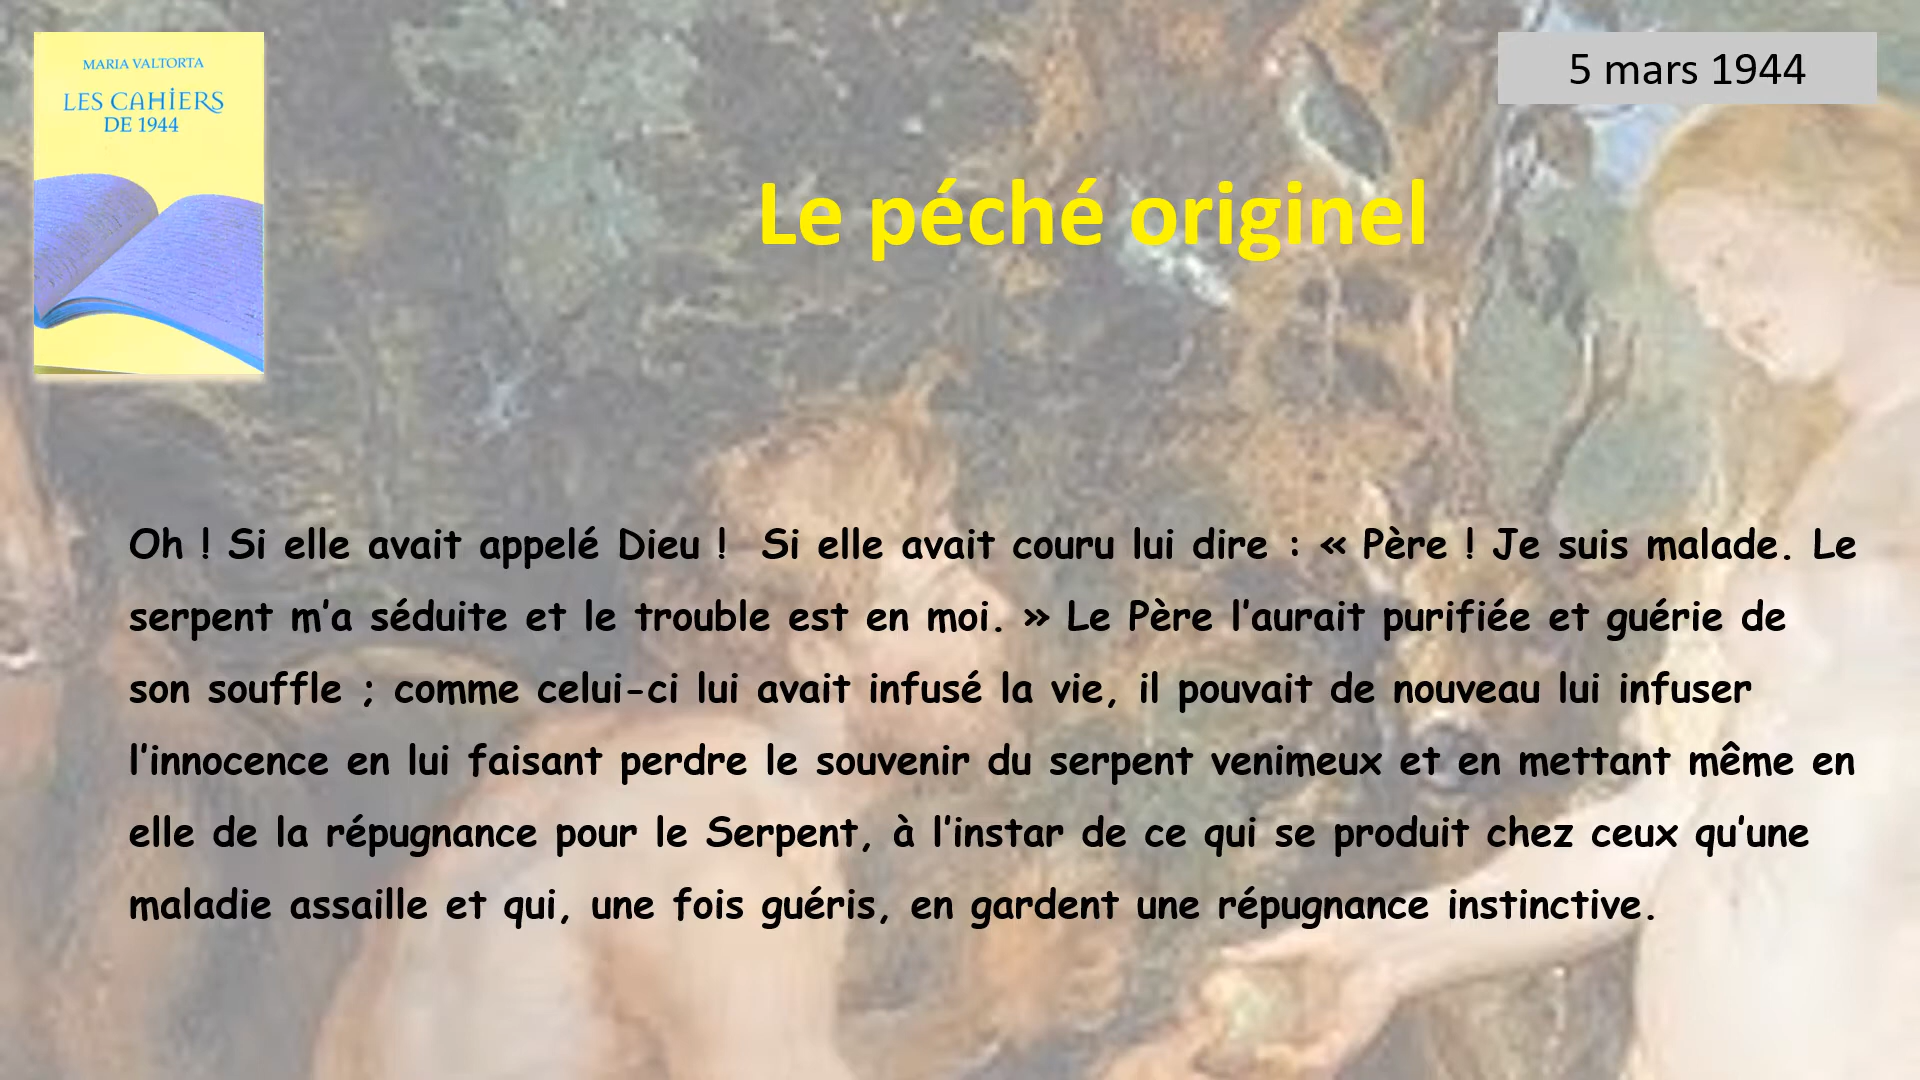 MARIA VALTORTA
LES CAHIERS
DE 1944
5 mars 1944
Le péché originel
Oh ! Si elle avait appelé Dieu !  Si elle avait couru lui dire : « Père ! Je suis malade. Le
serpent m’a séduite et le trouble est en moi. » Le Père l’aurait purifiée et guérie de
son souffle ; comme celui-ci lui avait infusé la vie, il pouvait de nouveau lui infuser
l’innocence en lui faisant perdre le souvenir du serpent venimeux et en mettant même en
elle de la répugnance pour le Serpent, à l’instar de ce qui se produit chez ceux qu’une
maladie assaille et qui, une fois guéris, en gardent une répugnance instinctive.